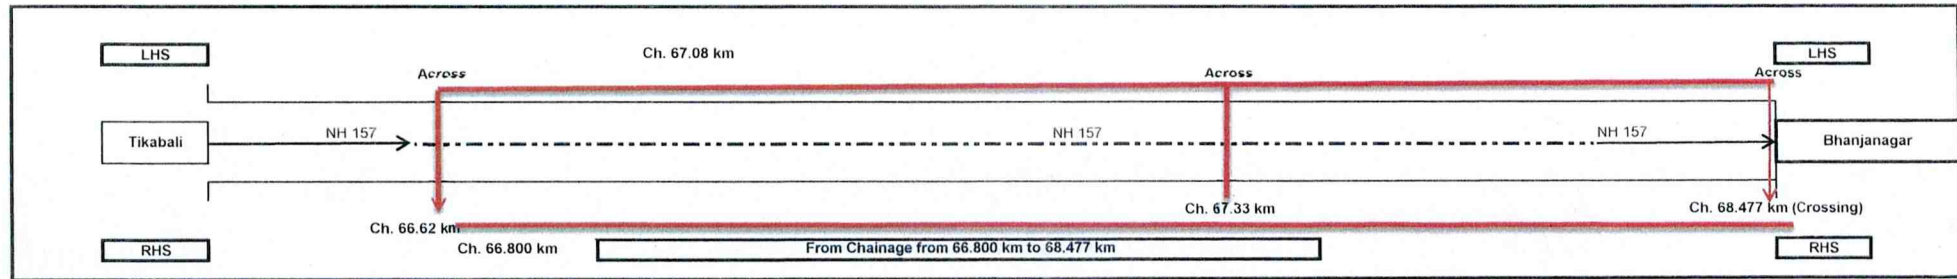 LHS
Ch. 67.08 km
LHS
Across
Across
Across
Tikabali
NH 157
NH 157
NH 157
Bhanjanagar
Ch. 66.62 km
Ch. 67.33 km
Ch. 68.477 km (Crossing)
RHS
Ch. 66.800 km
From Chainage from 66.800 km to 68.477 km
RHS